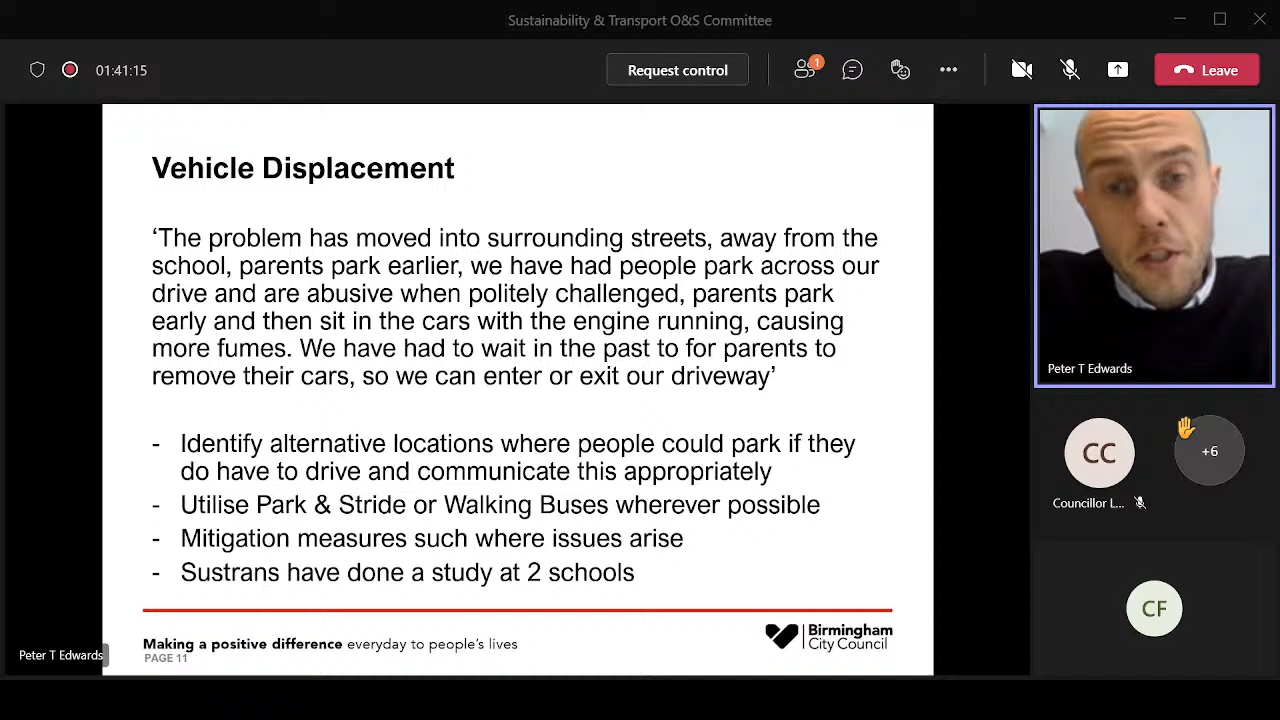 Sustainability & Transport O&S Committee
01:41:15
Request control
1
Leave
Vehicle Displacement
‘The problem has moved into surrounding streets, away from the
school, parents park earlier, we have had people park across our
drive and are abusive when politely challenged, parents park
early and then sit in the cars with the engine running, causing
more fumes. We have had to wait in the past to for parents to
remove their cars, so we can enter or exit our driveway’
- Identify alternative locations where people could park if they
do have to drive and communicate this appropriately
- Utilise Park & Stride or Walking Buses wherever possible
- Mitigation measures such where issues arise
- Sustrans have done a study at 2 schools
Making a positive difference everyday to people's lives
PAGE 11
Birmingham
City Council
Peter T Edwards
Peter T Edwards
CC
Councillor L...
+6
CF